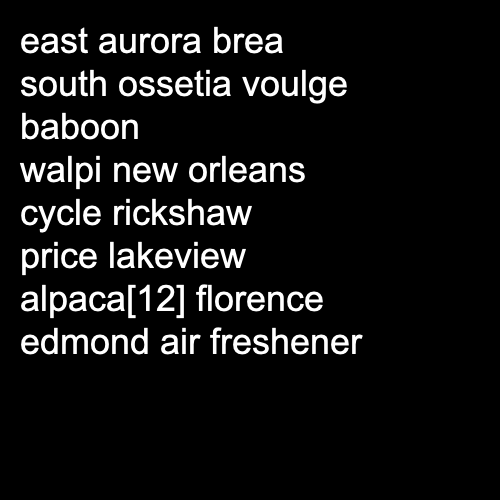 east aurora brea
south ossetia voulge
baboon
walpi new orleans
cycle rickshaw
price lakeview
alpaca[12] florence
edmond air freshener